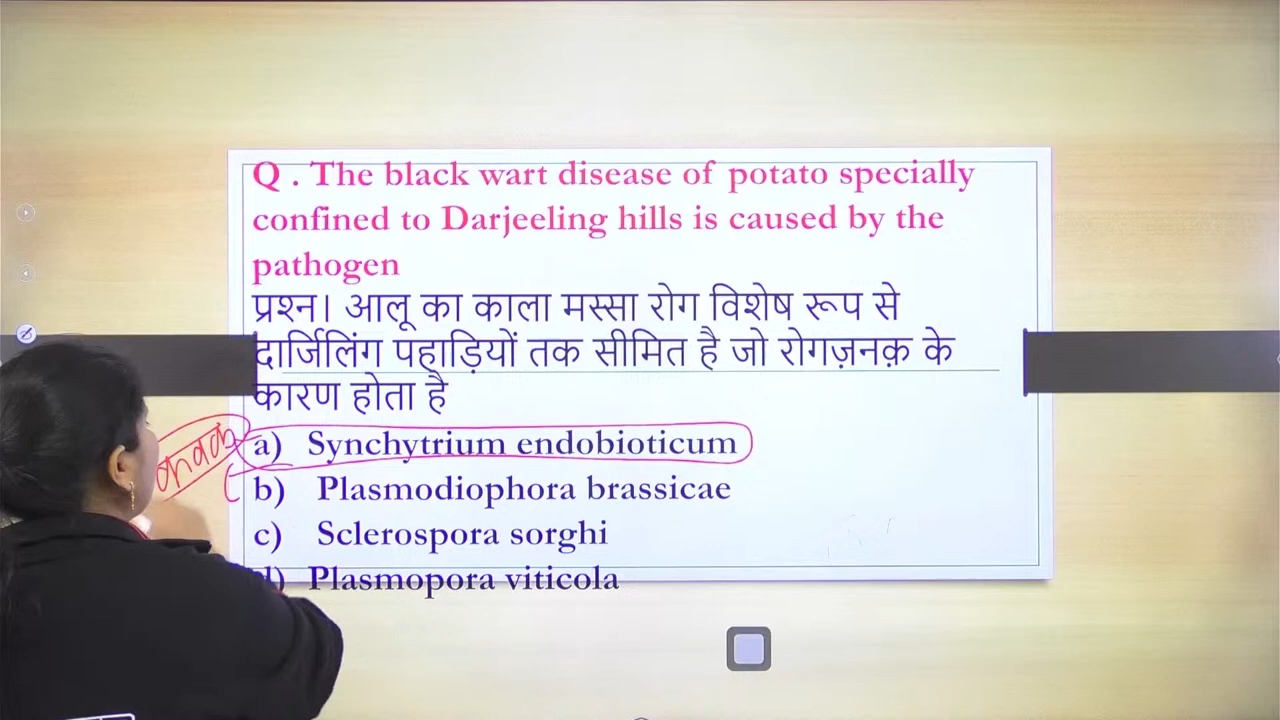 Q . The black wart disease of potato specially
confined to Darjeeling hills is caused by the
pathogen
प्रश्न। आलू का काला मस्सा रोग विशेष रूप से
दार्जिलिंग पहाड़ियों तक सीमित है जो रोगज़नक़ के
कारण होता है
कवक
a) Synchytrium endobioticum
b) Plasmodiophora brassicae
c) Sclerospora sorghi
d) Plasmopora viticola